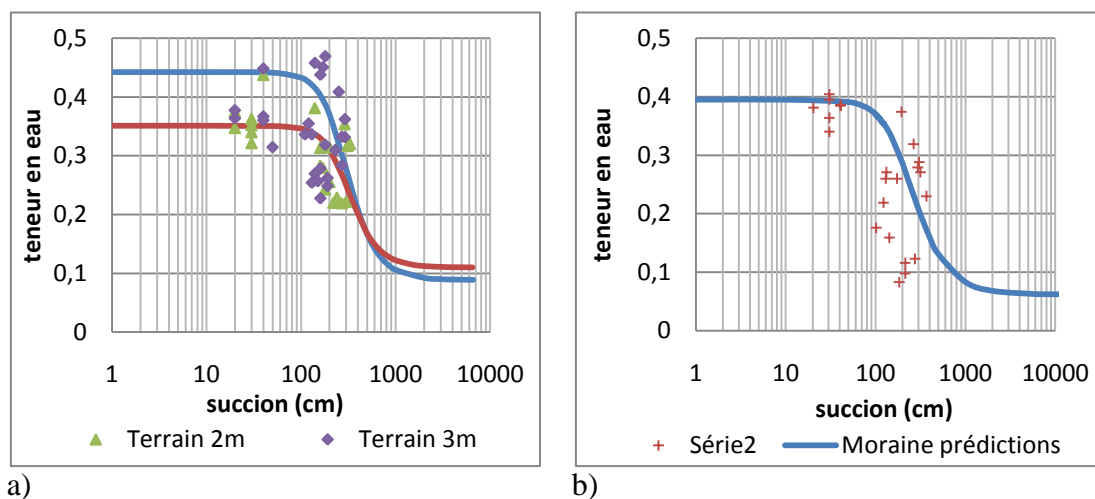 0,5
0,4
0,3
0,2
0,1
0
teneur en eau
1 10 100 1000 10000
succion (cm)
Terrain 2m Terrain 3m
a)
0,5
0,4
0,3
0,2
0,1
0
teneur en eau
1 10 100 1000 10000
succion (cm)
Série2 Moraine prédictions
b)